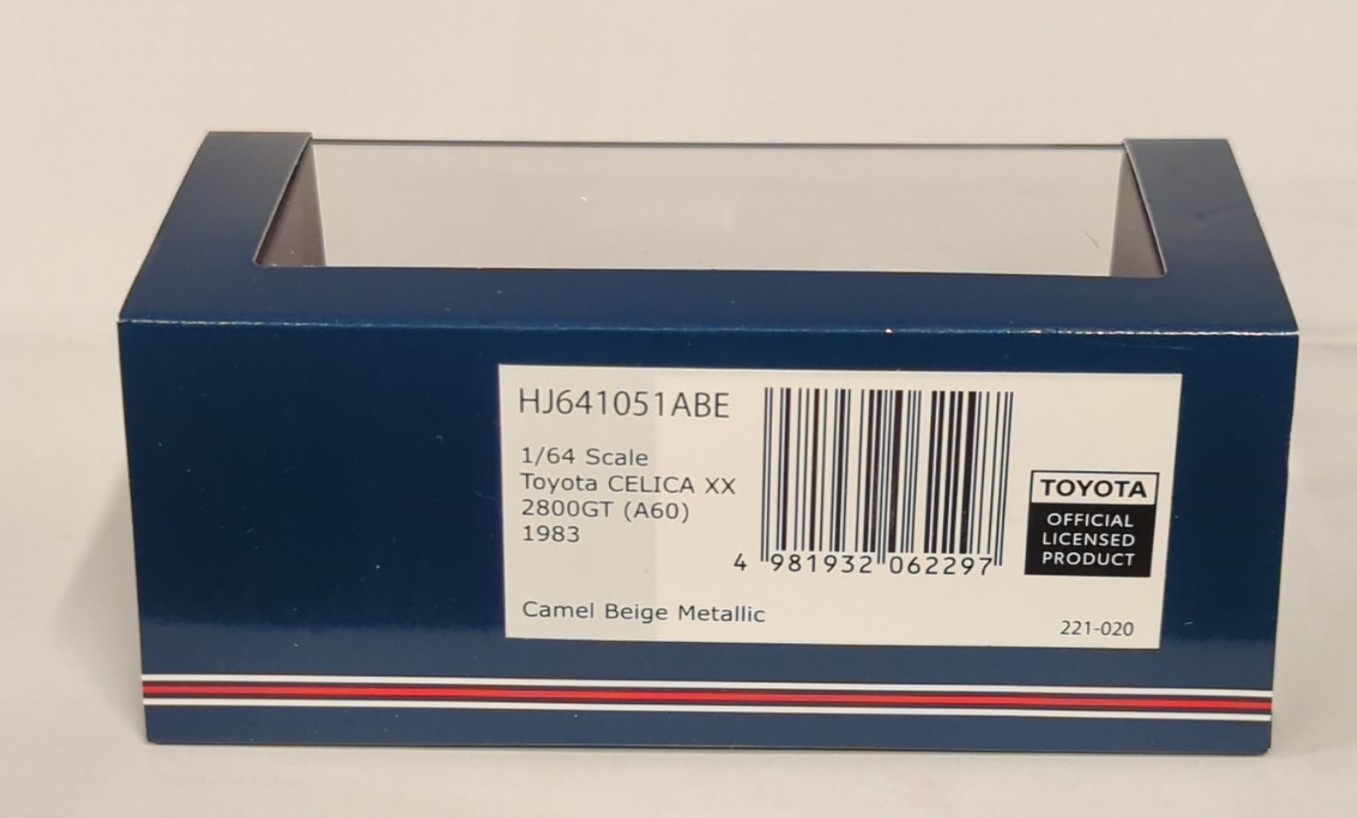 HJ641051ABE
1/64 Scale
Toyota CELICA XX
2800GT (A60)
1983
4 981932 062297
Camel Beige Metallic
TOYOTA
OFFICIAL
LICENSED
PRODUCT
221-020